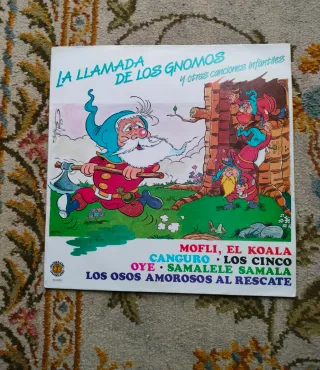 LA LLAMADA
DE LOS GNOMOS
y otras canciones infantiles
MOFLI, EL KOALA
CANGURO · LOS CINCO
OYE · SAMALELE SAMALA
LOS OSOS AMOROSOS AL RESCATE